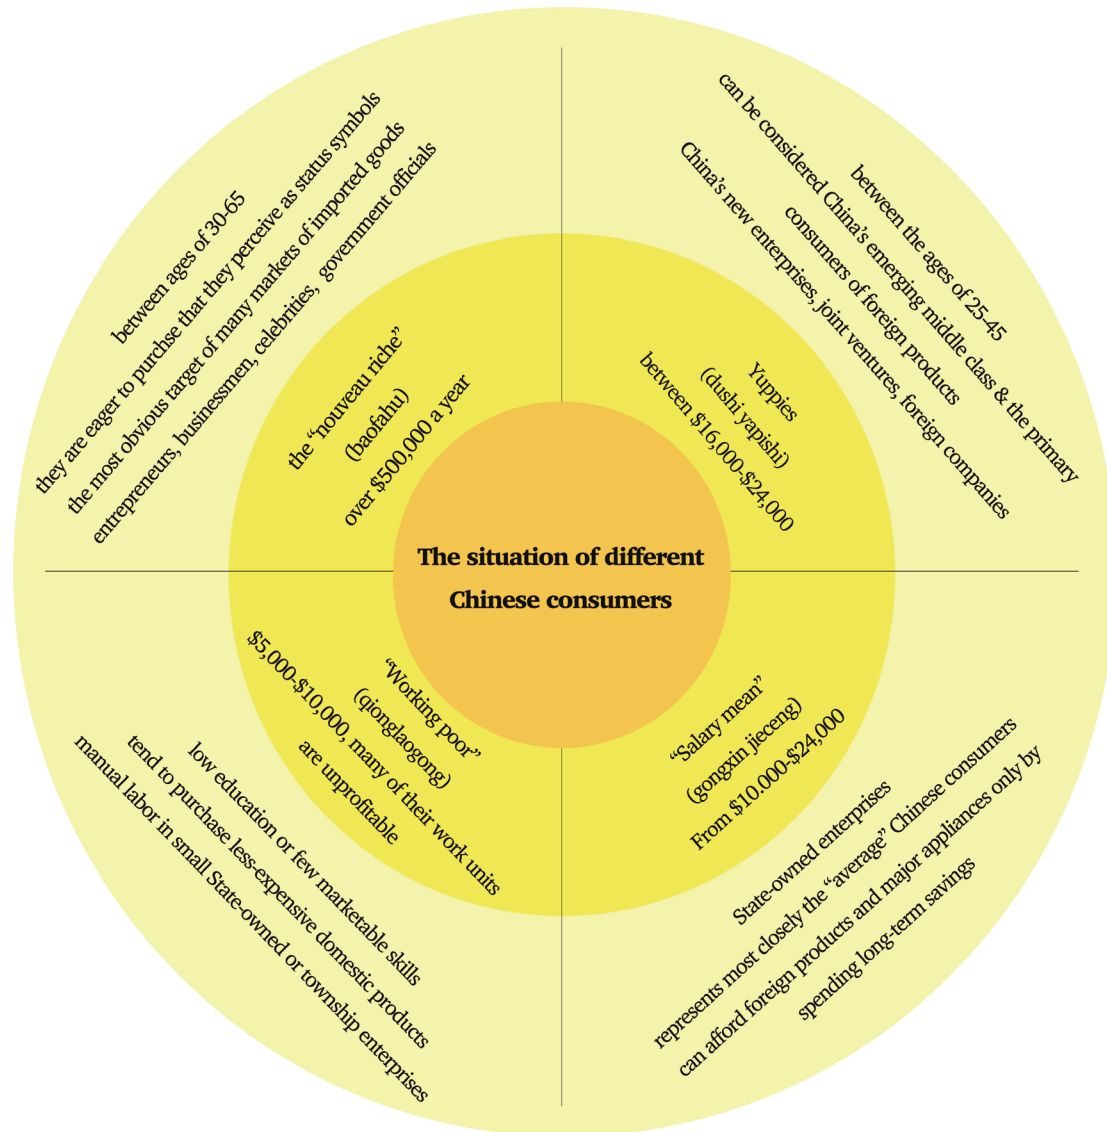 The situation of different
Chinese consumers
between ages of 30-65
they are eager to purchse that they perceive as status symbols
the most obvious target of many markets of imported goods
entrepreneurs, businessmen, celebrities, government officials
the “nouveau riche”
(baofahu)
over $500,000 a year
between the ages of 25-45
can be considered China’s emerging middle class & the primary
consumers of foreign products
China’s new enterprises, joint ventures, foreign companies
Yuppies
(dushi yapishi)
between $16,000-$24,000
“Working poor”
(qionglaogong)
$5,000-$10,000, many of their work units
are unprofitable
low education or few marketable skills
tend to purchase less-expensive domestic products
manual labor in small State-owned or township enterprises
“Salary mean”
(gongxin jieceng)
From $10.000-$24,000
State-owned enterprises
represents most closely the “average” Chinese consumers
can afford foreign products and major appliances only by
spending long-term savings